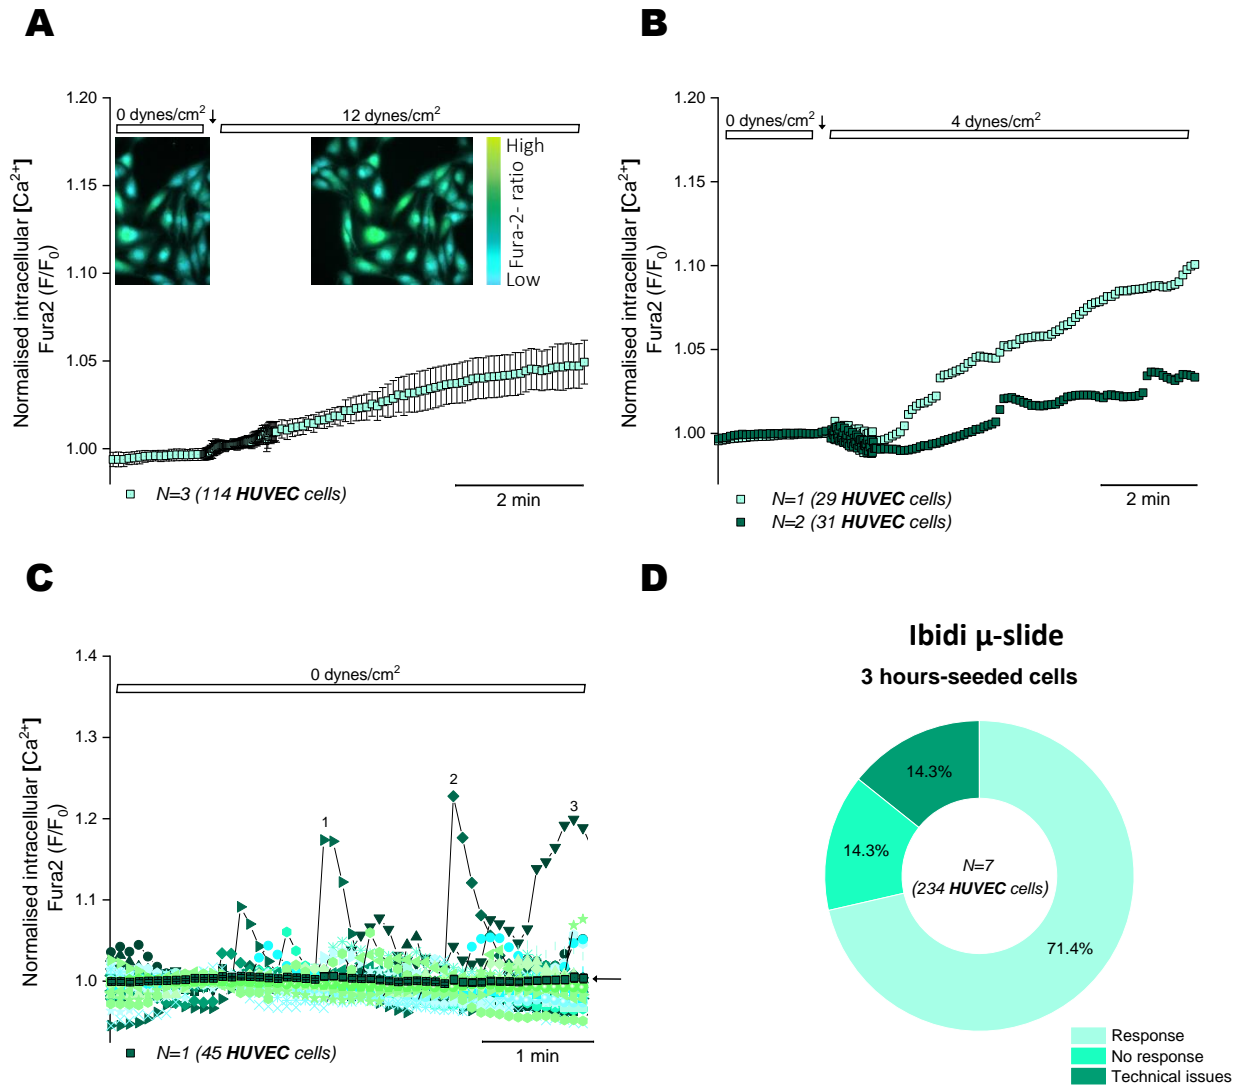 A
1.20
1.15
1.10
1.05
1.00
Normalised intracellular [Ca²⁺]
Fura2 (F/F₀)
0 dynes/cm²
12 dynes/cm²
High
Fura-2- ratio
Low
N=3 (114 HUVEC cells)
2 min
B
1.20
1.15
1.10
1.05
1.00
Normalised intracellular [Ca²⁺]
Fura2 (F/F₀)
0 dynes/cm²
4 dynes/cm²
N=1 (29 HUVEC cells)
N=2 (31 HUVEC cells)
2 min
C
1.4
1.3
1.2
1.1
1.0
Normalised intracellular [Ca²⁺]
Fura2 (F/F₀)
0 dynes/cm²
1
2
3
N=1 (45 HUVEC cells)
1 min
D
Ibidi μ-slide
3 hours-seeded cells
14.3%
14.3%
N=7
(234 HUVEC cells)
71.4%
Response
No response
Technical issues